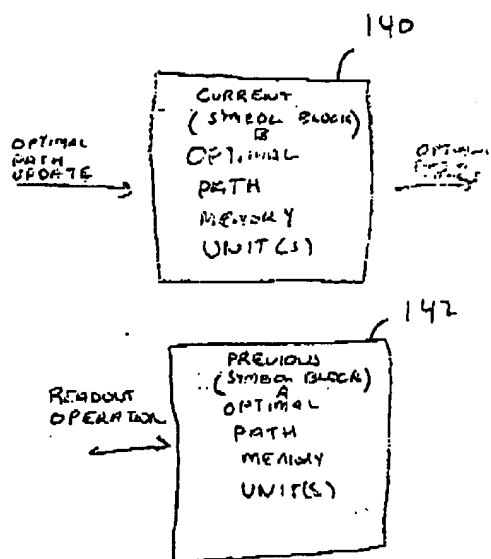 140
CURRENT
(SYMBOL BLOCK)
B
OPTIMAL
PATH
MEMORY
UNIT(S)
OPTIMAL
PATH
UPDATE
OPTIMAL
142
PREVIOUS
(SYMBOL BLOCK)
A
OPTIMAL
PATH
MEMORY
UNIT(S)
READOUT
OPERATION